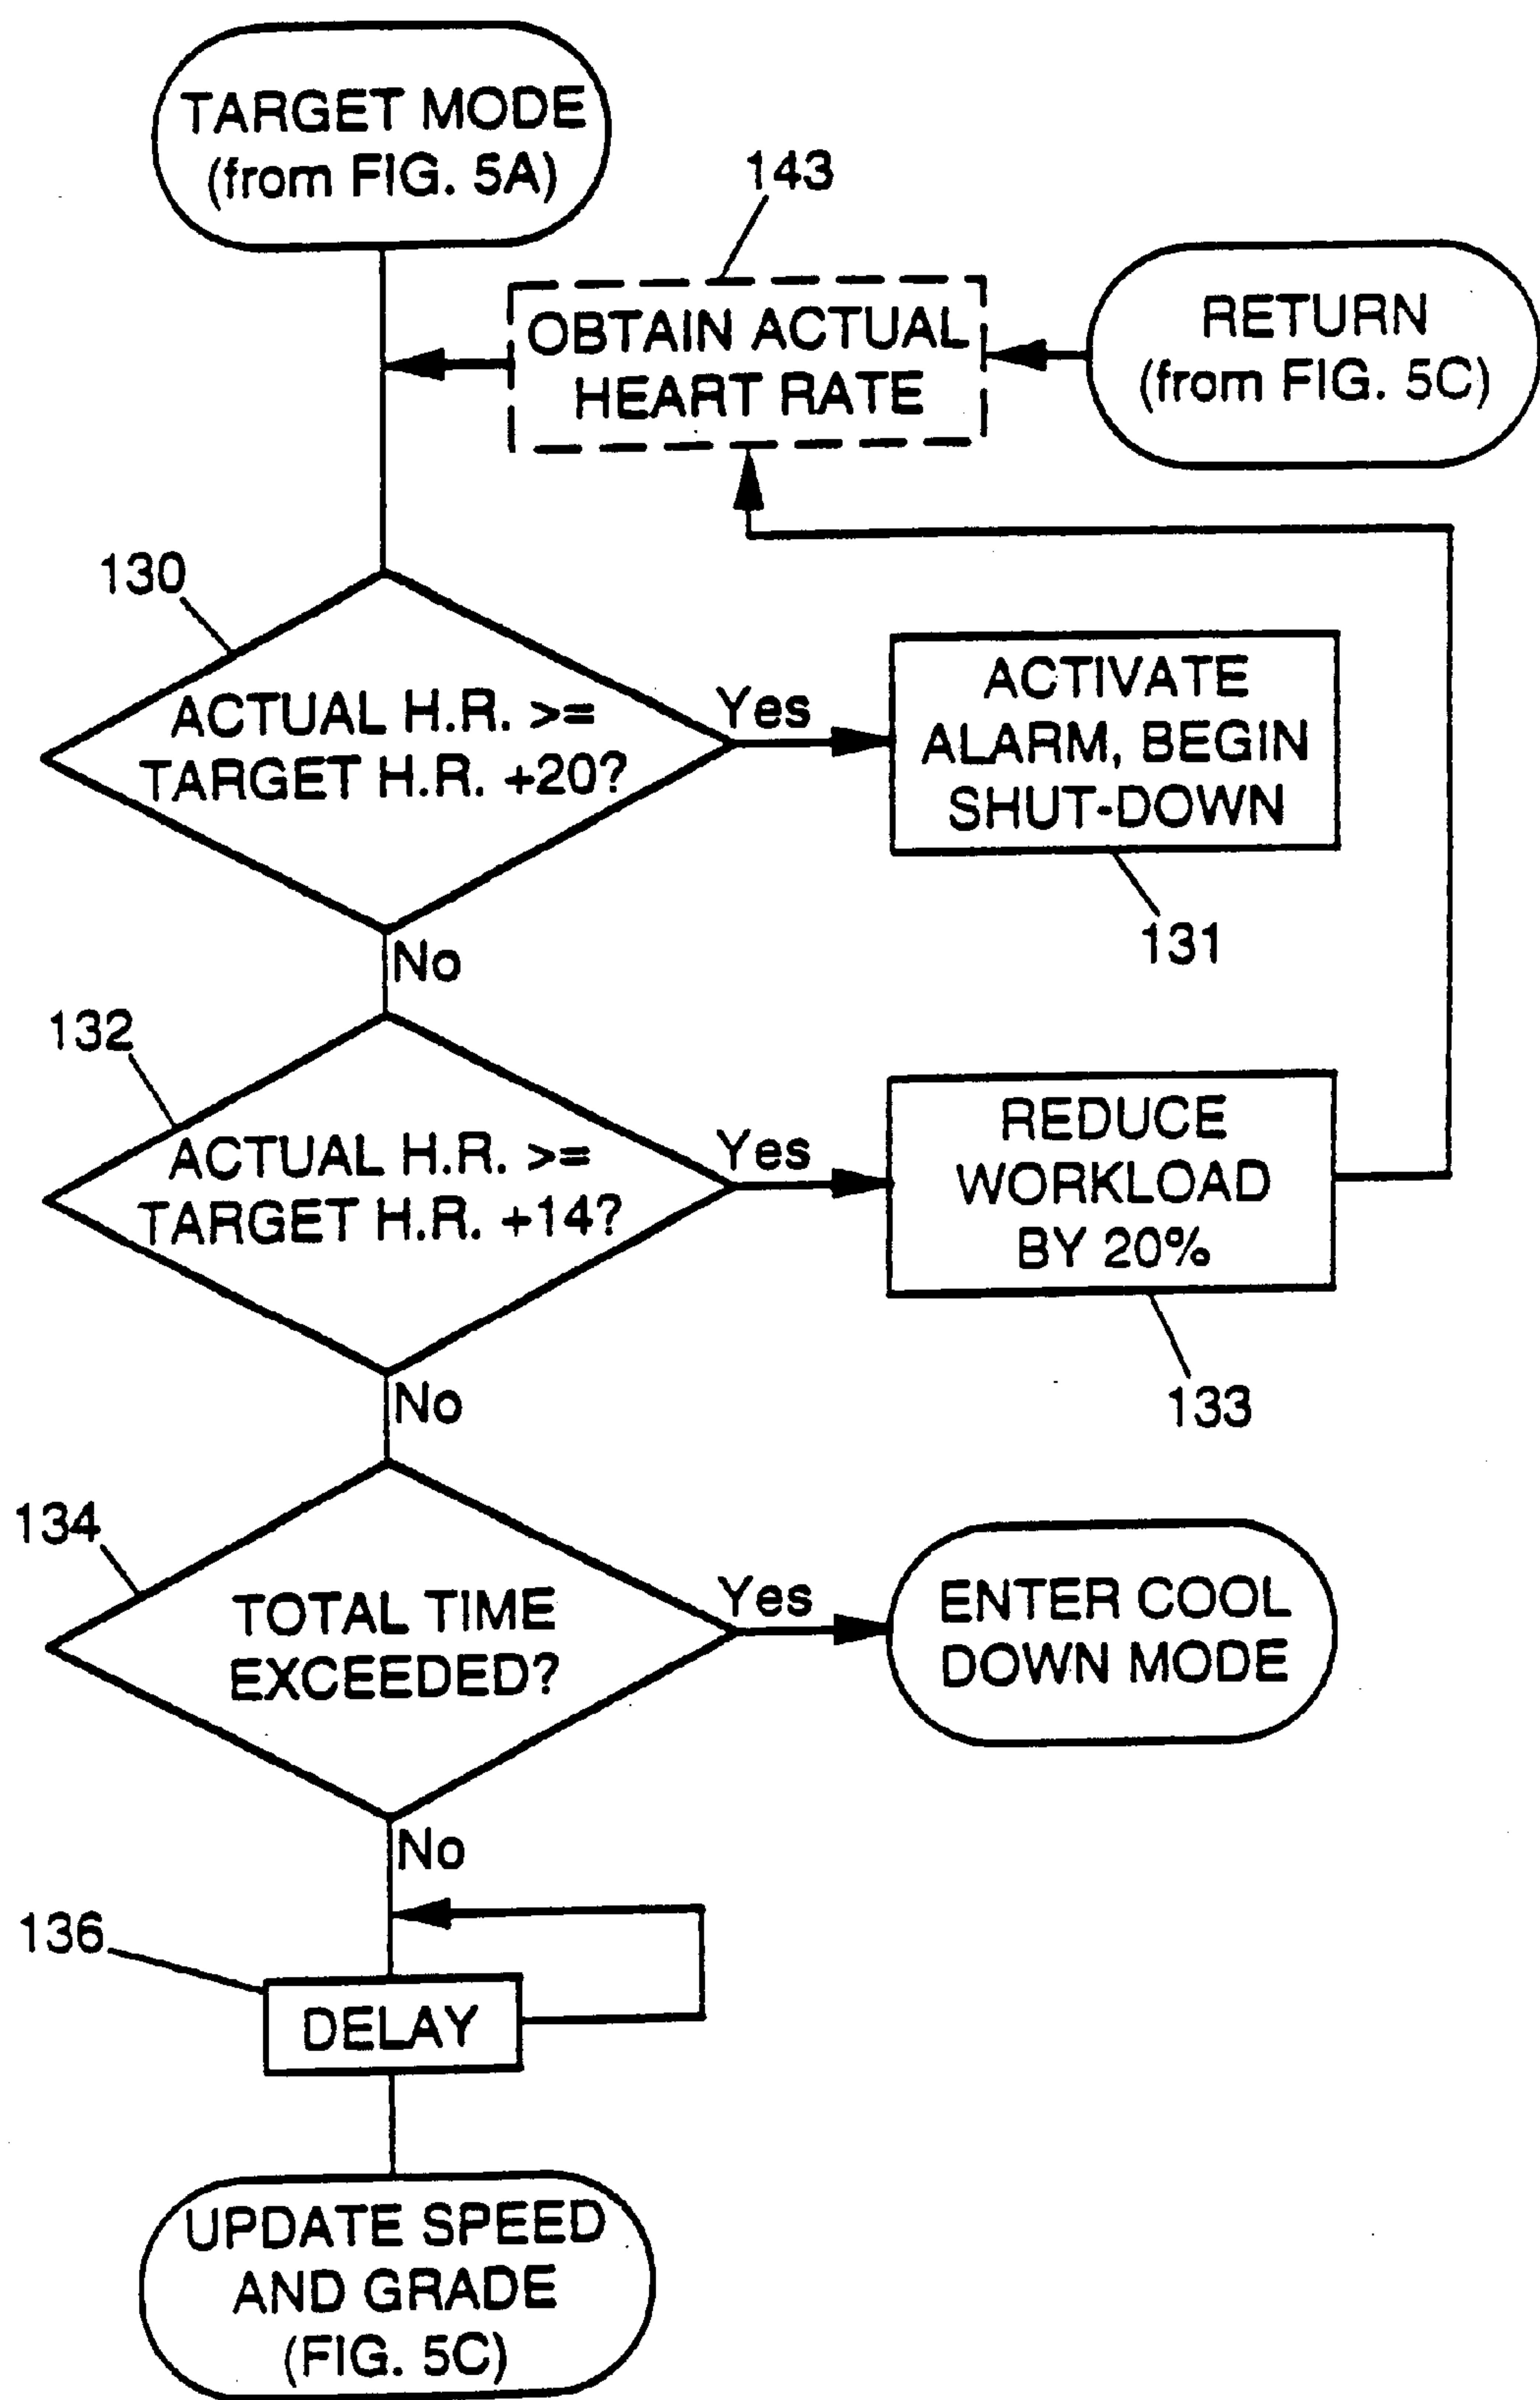 TARGET MODE
(from FIG. 5A)
143
OBTAIN ACTUAL
HEART RATE
RETURN
(from FIG. 5C)
130
ACTUAL H.R. >=
TARGET H.R. +20?
Yes
ACTIVATE
ALARM, BEGIN
SHUT-DOWN
131
No
132
ACTUAL H.R. >=
TARGET H.R. +14?
Yes
REDUCE
WORKLOAD
BY 20%
133
No
134
TOTAL TIME
EXCEEDED?
Yes
ENTER COOL
DOWN MODE
No
136
DELAY
UPDATE SPEED
AND GRADE
(FIG. 5C)